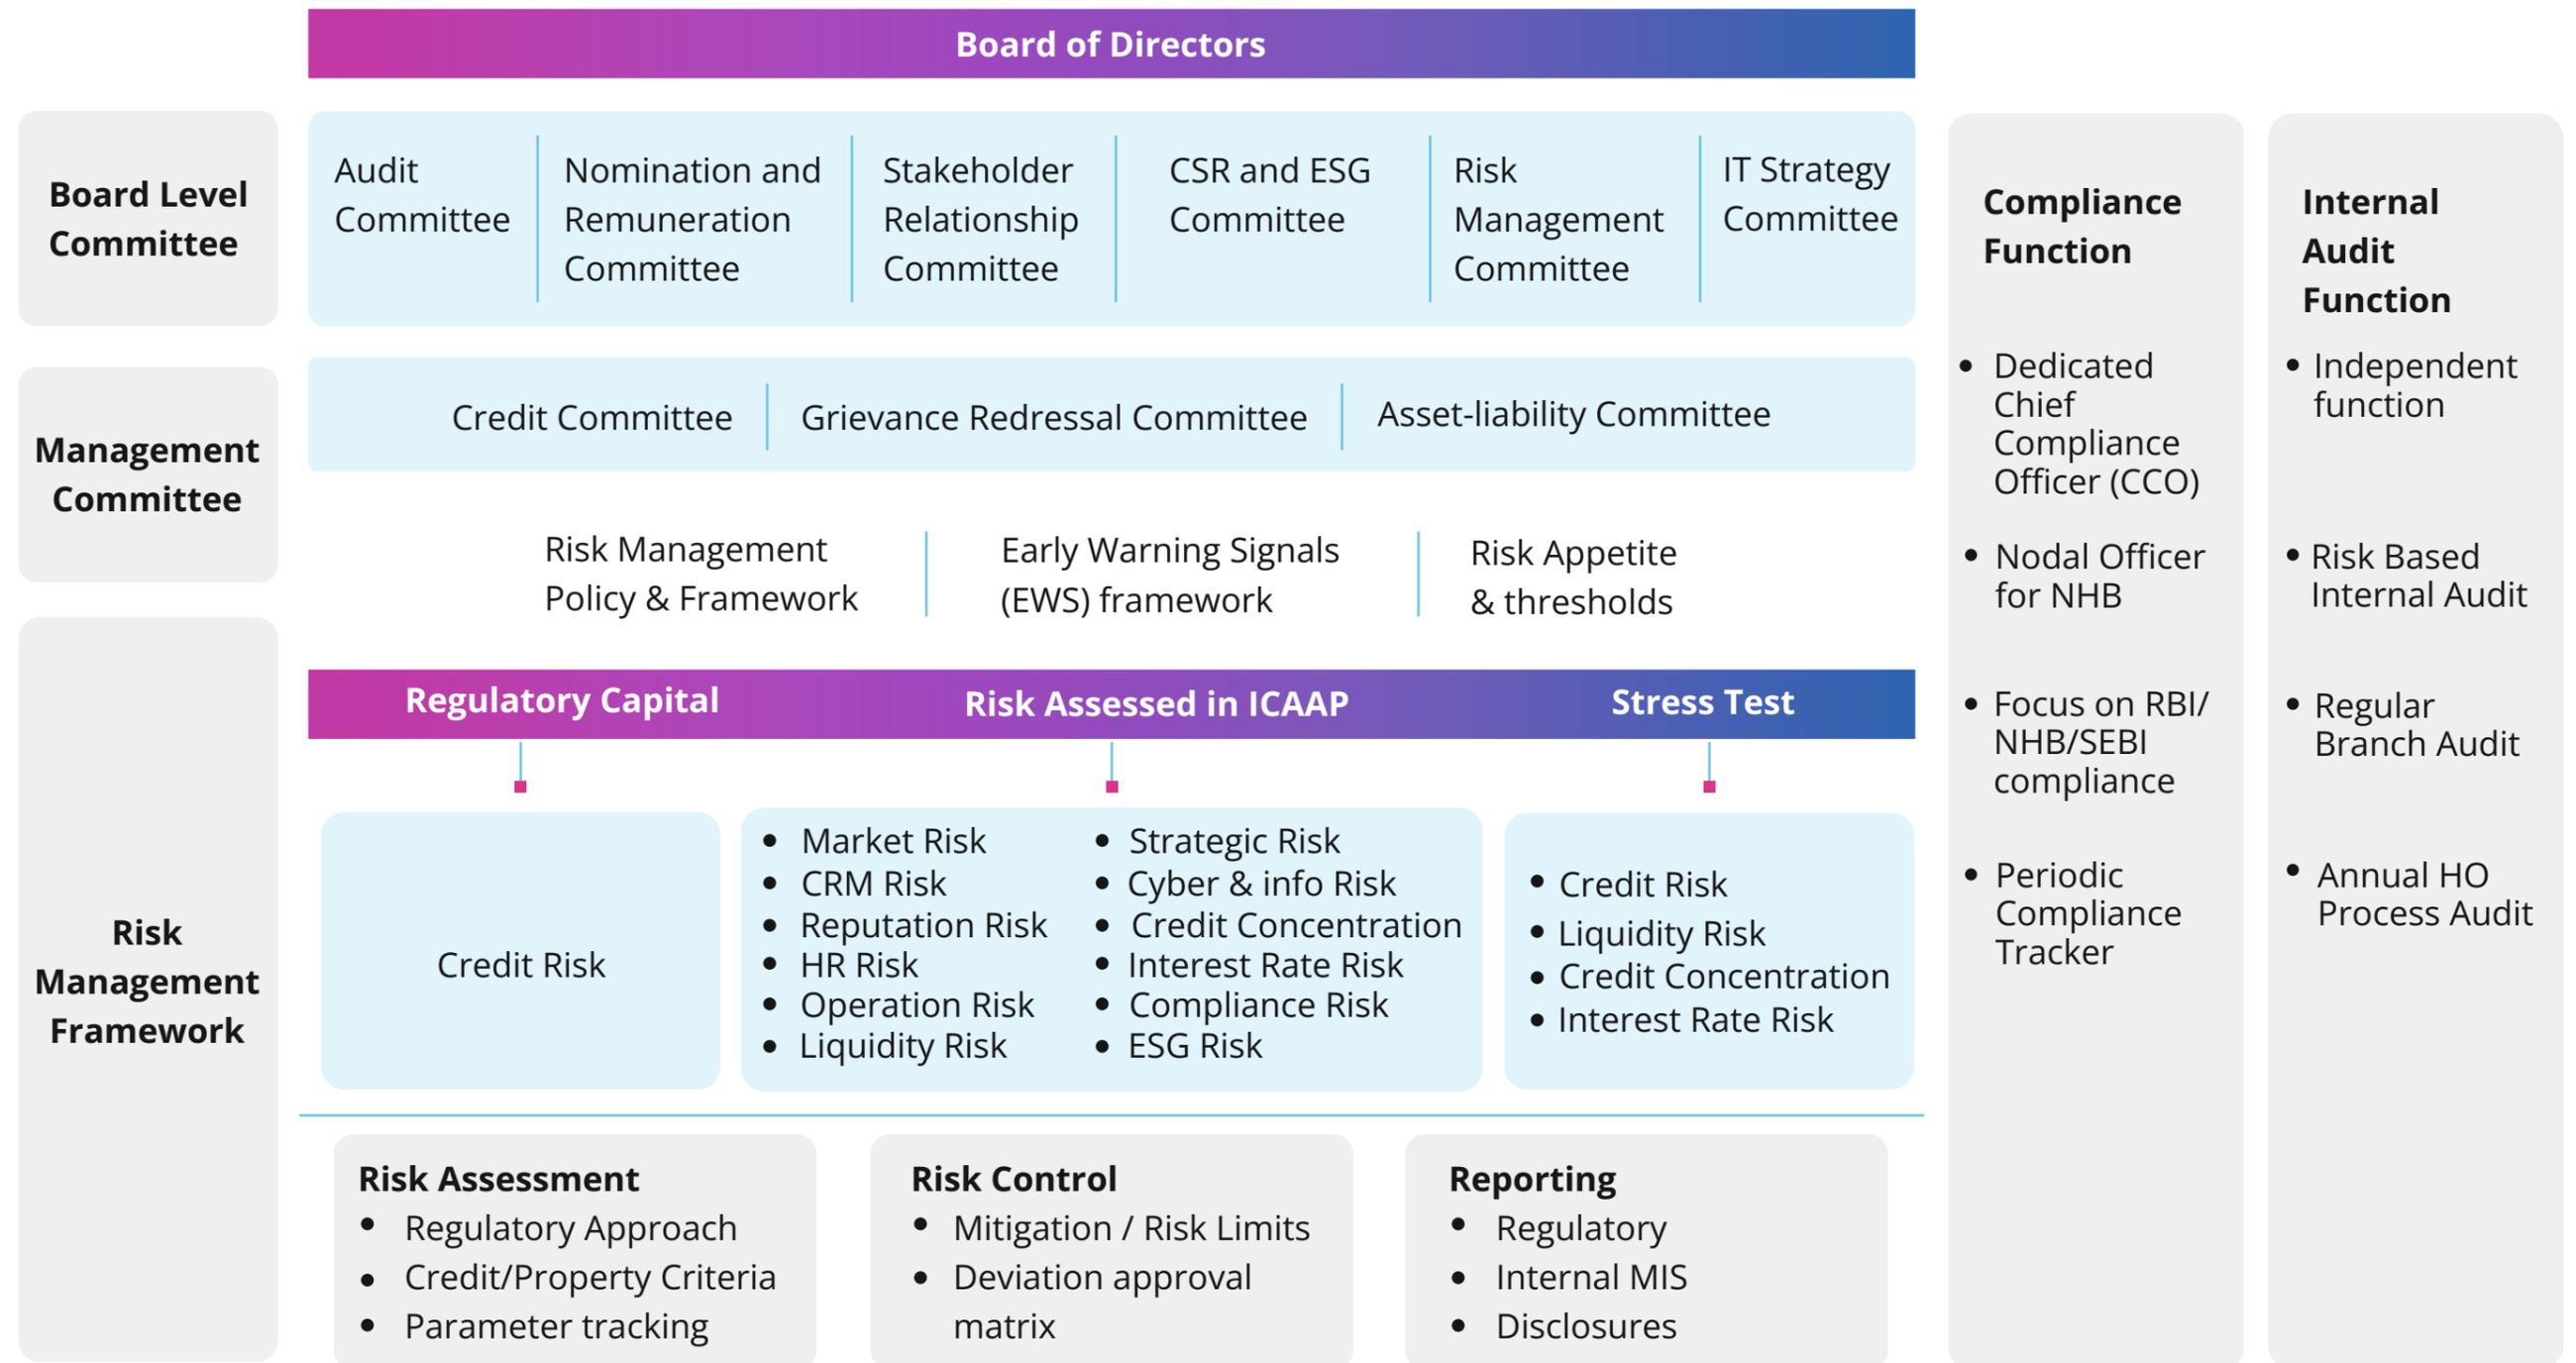 Board of Directors
Board Level
Committee
Audit
Committee
Nomination and
Remuneration
Committee
Stakeholder
Relationship
Committee
CSR and ESG
Committee
Risk
Management
Committee
IT Strategy
Committee
Management
Committee
Credit Committee
Grievance Redressal Committee
Asset-liability Committee
Risk Management
Policy & Framework
Early Warning Signals
(EWS) framework
Risk Appetite
& thresholds
Risk
Management
Framework
Regulatory Capital
Risk Assessed in ICAAP
Stress Test
Credit Risk
• Market Risk
• CRM Risk
• Reputation Risk
• HR Risk
• Operation Risk
• Liquidity Risk
• Strategic Risk
• Cyber & info Risk
• Credit Concentration
• Interest Rate Risk
• Compliance Risk
• ESG Risk
• Credit Risk
• Liquidity Risk
• Credit Concentration
• Interest Rate Risk
Risk Assessment
• Regulatory Approach
• Credit/Property Criteria
• Parameter tracking
Risk Control
• Mitigation / Risk Limits
• Deviation approval
matrix
Reporting
• Regulatory
• Internal MIS
• Disclosures
Compliance
Function
• Dedicated
Chief
Compliance
Officer (CCO)
• Nodal Officer
for NHB
• Focus on RBI/
NHB/SEBI
compliance
• Periodic
Compliance
Tracker
Internal
Audit
Function
• Independent
function
• Risk Based
Internal Audit
• Regular
Branch Audit
• Annual HO
Process Audit